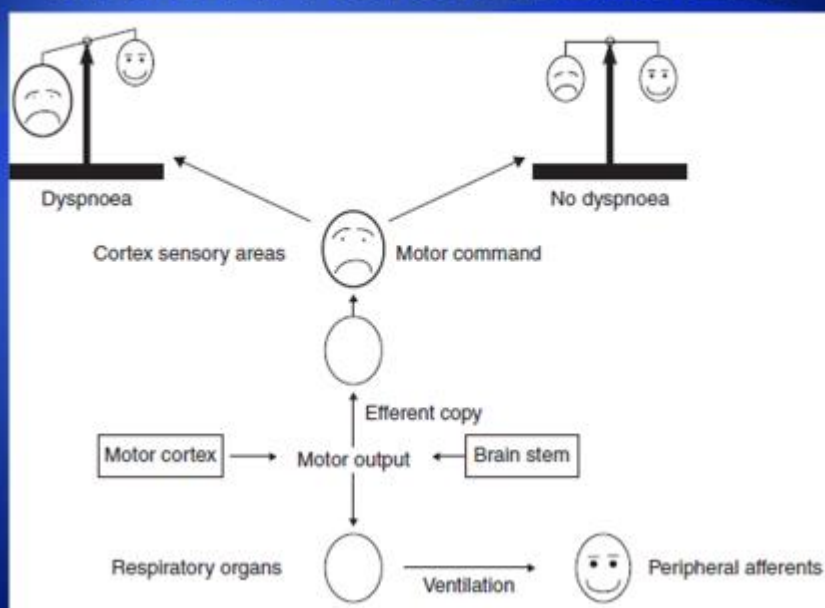 Dyspnoea
No dyspnoea
Cortex sensory areas
Motor command
Efferent copy
Motor cortex
Motor output
Brain stem
Respiratory organs
Ventilation
Peripheral afferents